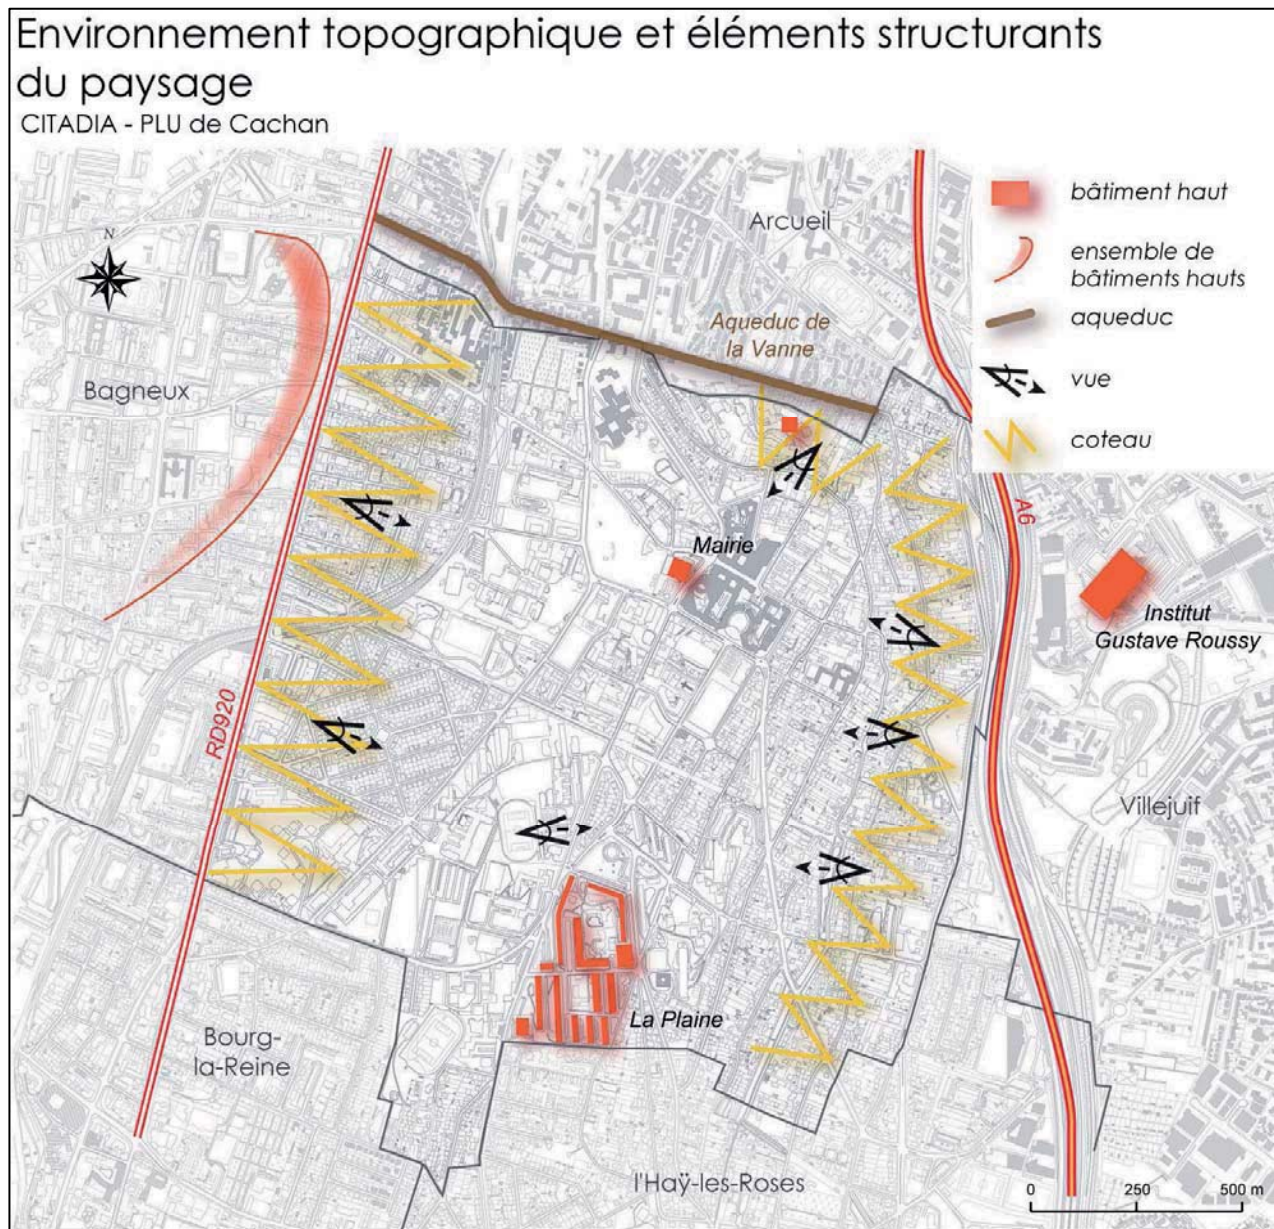 Environnement topographique et éléments structurants
du paysage
CITADIA - PLU de Cachan
bâtiment haut
ensemble de
bâtiments hauts
aqueduc
vue
coteau
Arcueil
N
Aqueduc de
la Vanne
Bagneux
A6
Mairie
Institut
Gustave Roussy
RD920
Villejuif
La Plaine
Bourg-
la-Reine
l'Haÿ-les-Roses
0 250 500 m